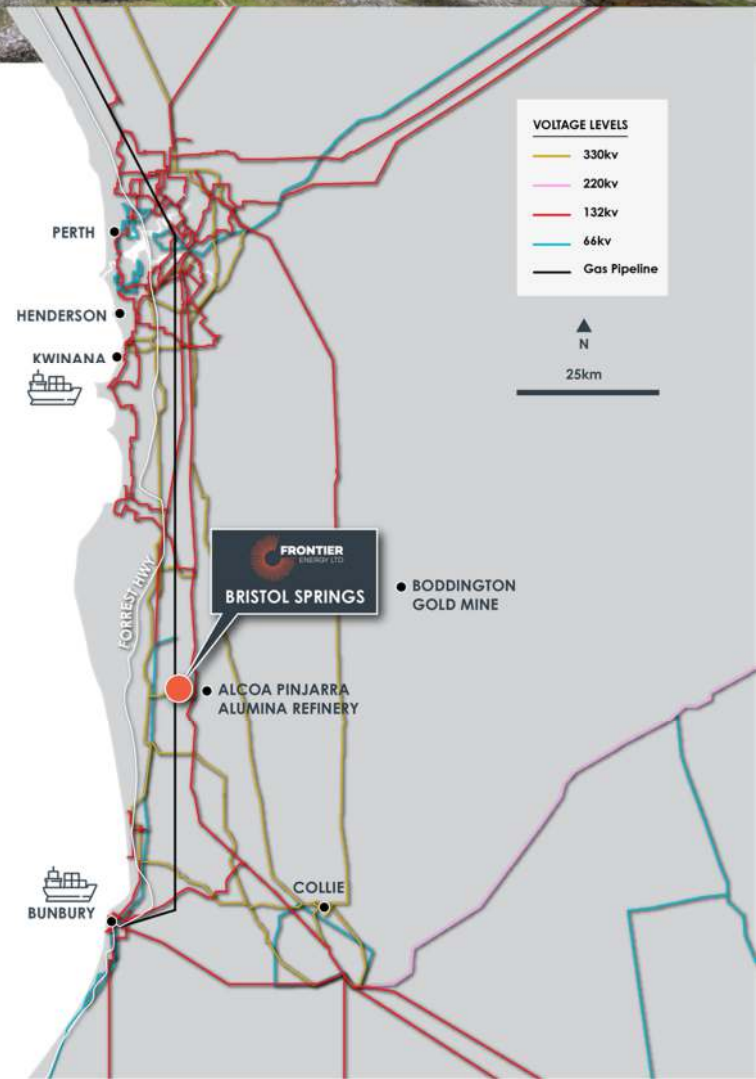 VOLTAGE LEVELS
330kv
220kv
132kv
66kv
Gas Pipeline
N
25km
PERTH
HENDERSON
KWINANA
FORREST HWY
FRONTIER
ENERGY LTD
BRISTOL SPRINGS
BODDINGTON
GOLD MINE
ALCOA PINJARRA
ALUMINA REFINERY
COLLIE
BUNBURY